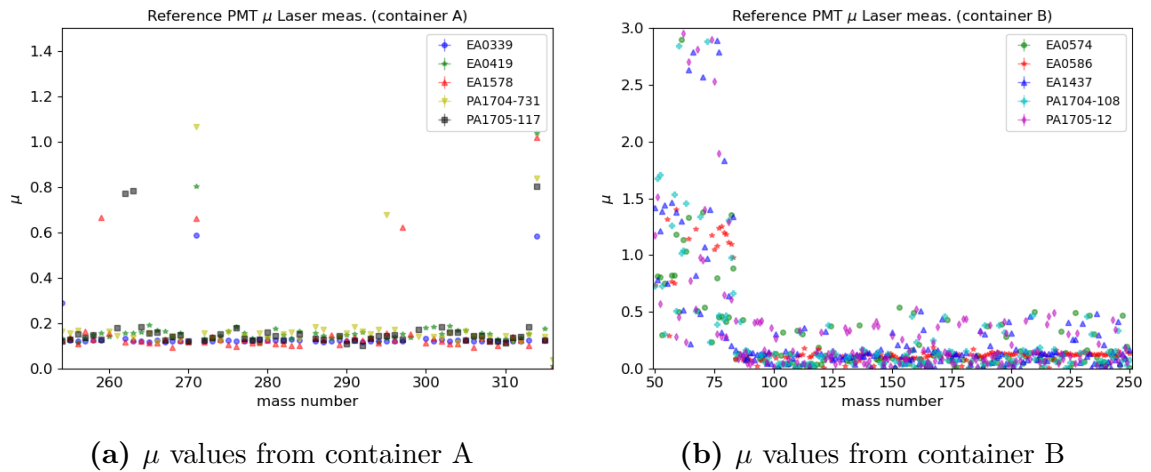 Reference PMT μ Laser meas. (container A)
1.4
1.2
1.0
0.8
0.6
0.4
0.2
0.0
μ
260
270
280
290
300
310
mass number
EA0339
EA0419
EA1578
PA1704-731
PA1705-117
(a) μ values from container A
Reference PMT μ Laser meas. (container B)
3.0
2.5
2.0
1.5
1.0
0.5
0.0
μ
50
75
100
125
150
175
200
225
250
mass number
EA0574
EA0586
EA1437
PA1704-108
PA1705-12
(b) μ values from container B